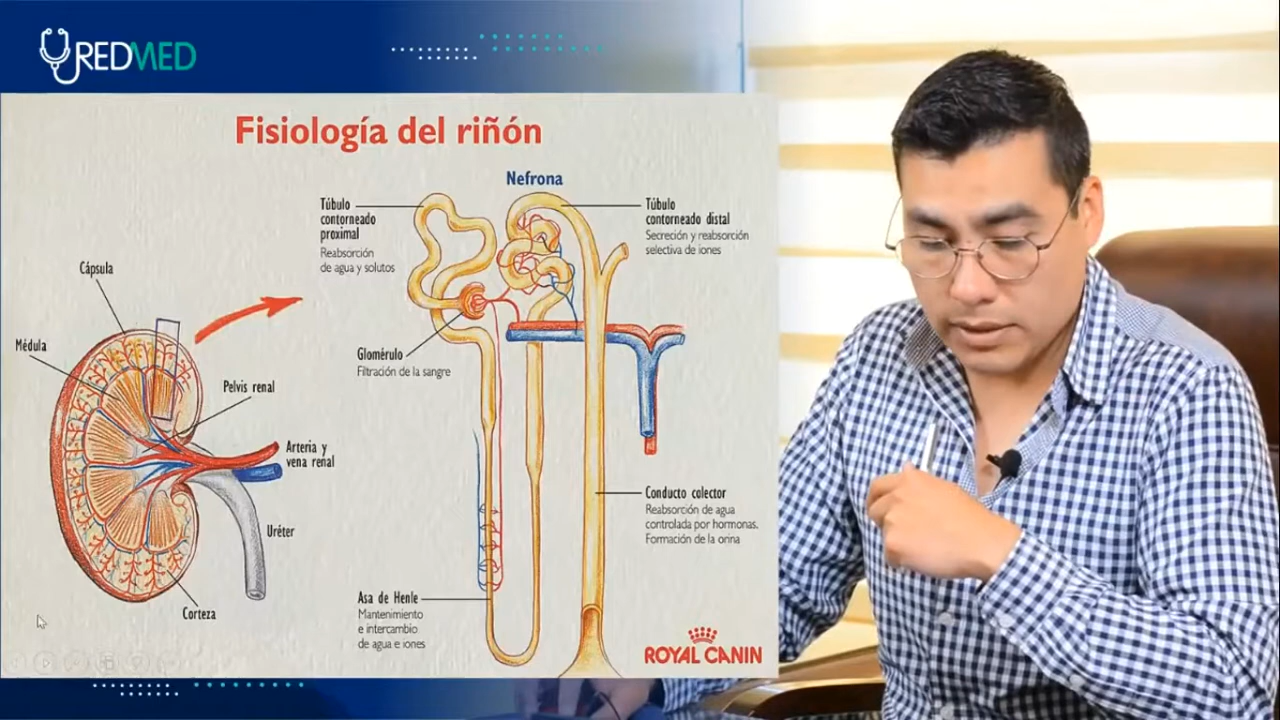 REDMED
Fisiología del riñón
Nefrona
Túbulo
contorneado
proximal
Reabsorción
de agua y solutos
Túbulo
contorneado distal
Secreción y reabsorción
selectiva de iones
Cápsula
Médula
Pelvis renal
Glomérulo
Filtración de la sangre
Arteria y
vena renal
Conducto colector
Reabsorción de agua
controlada por hormonas.
Formación de la orina
Uréter
Asa de Henle
Mantenimiento
e intercambio
de agua e iones
Corteza
ROYAL CANIN